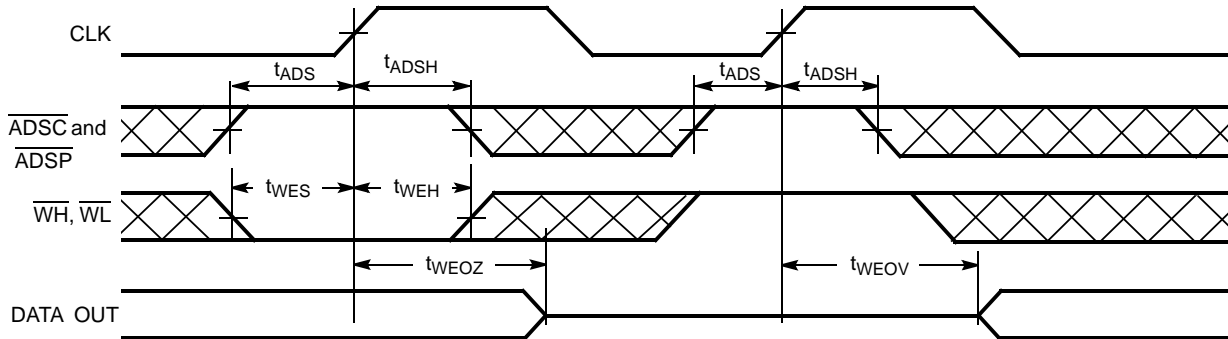 CLK
tADS tADSH tADS tADSH
ADSC and
ADSP
tWES tWEH
WH, WL
tWEOZ tWEOV
DATA OUT